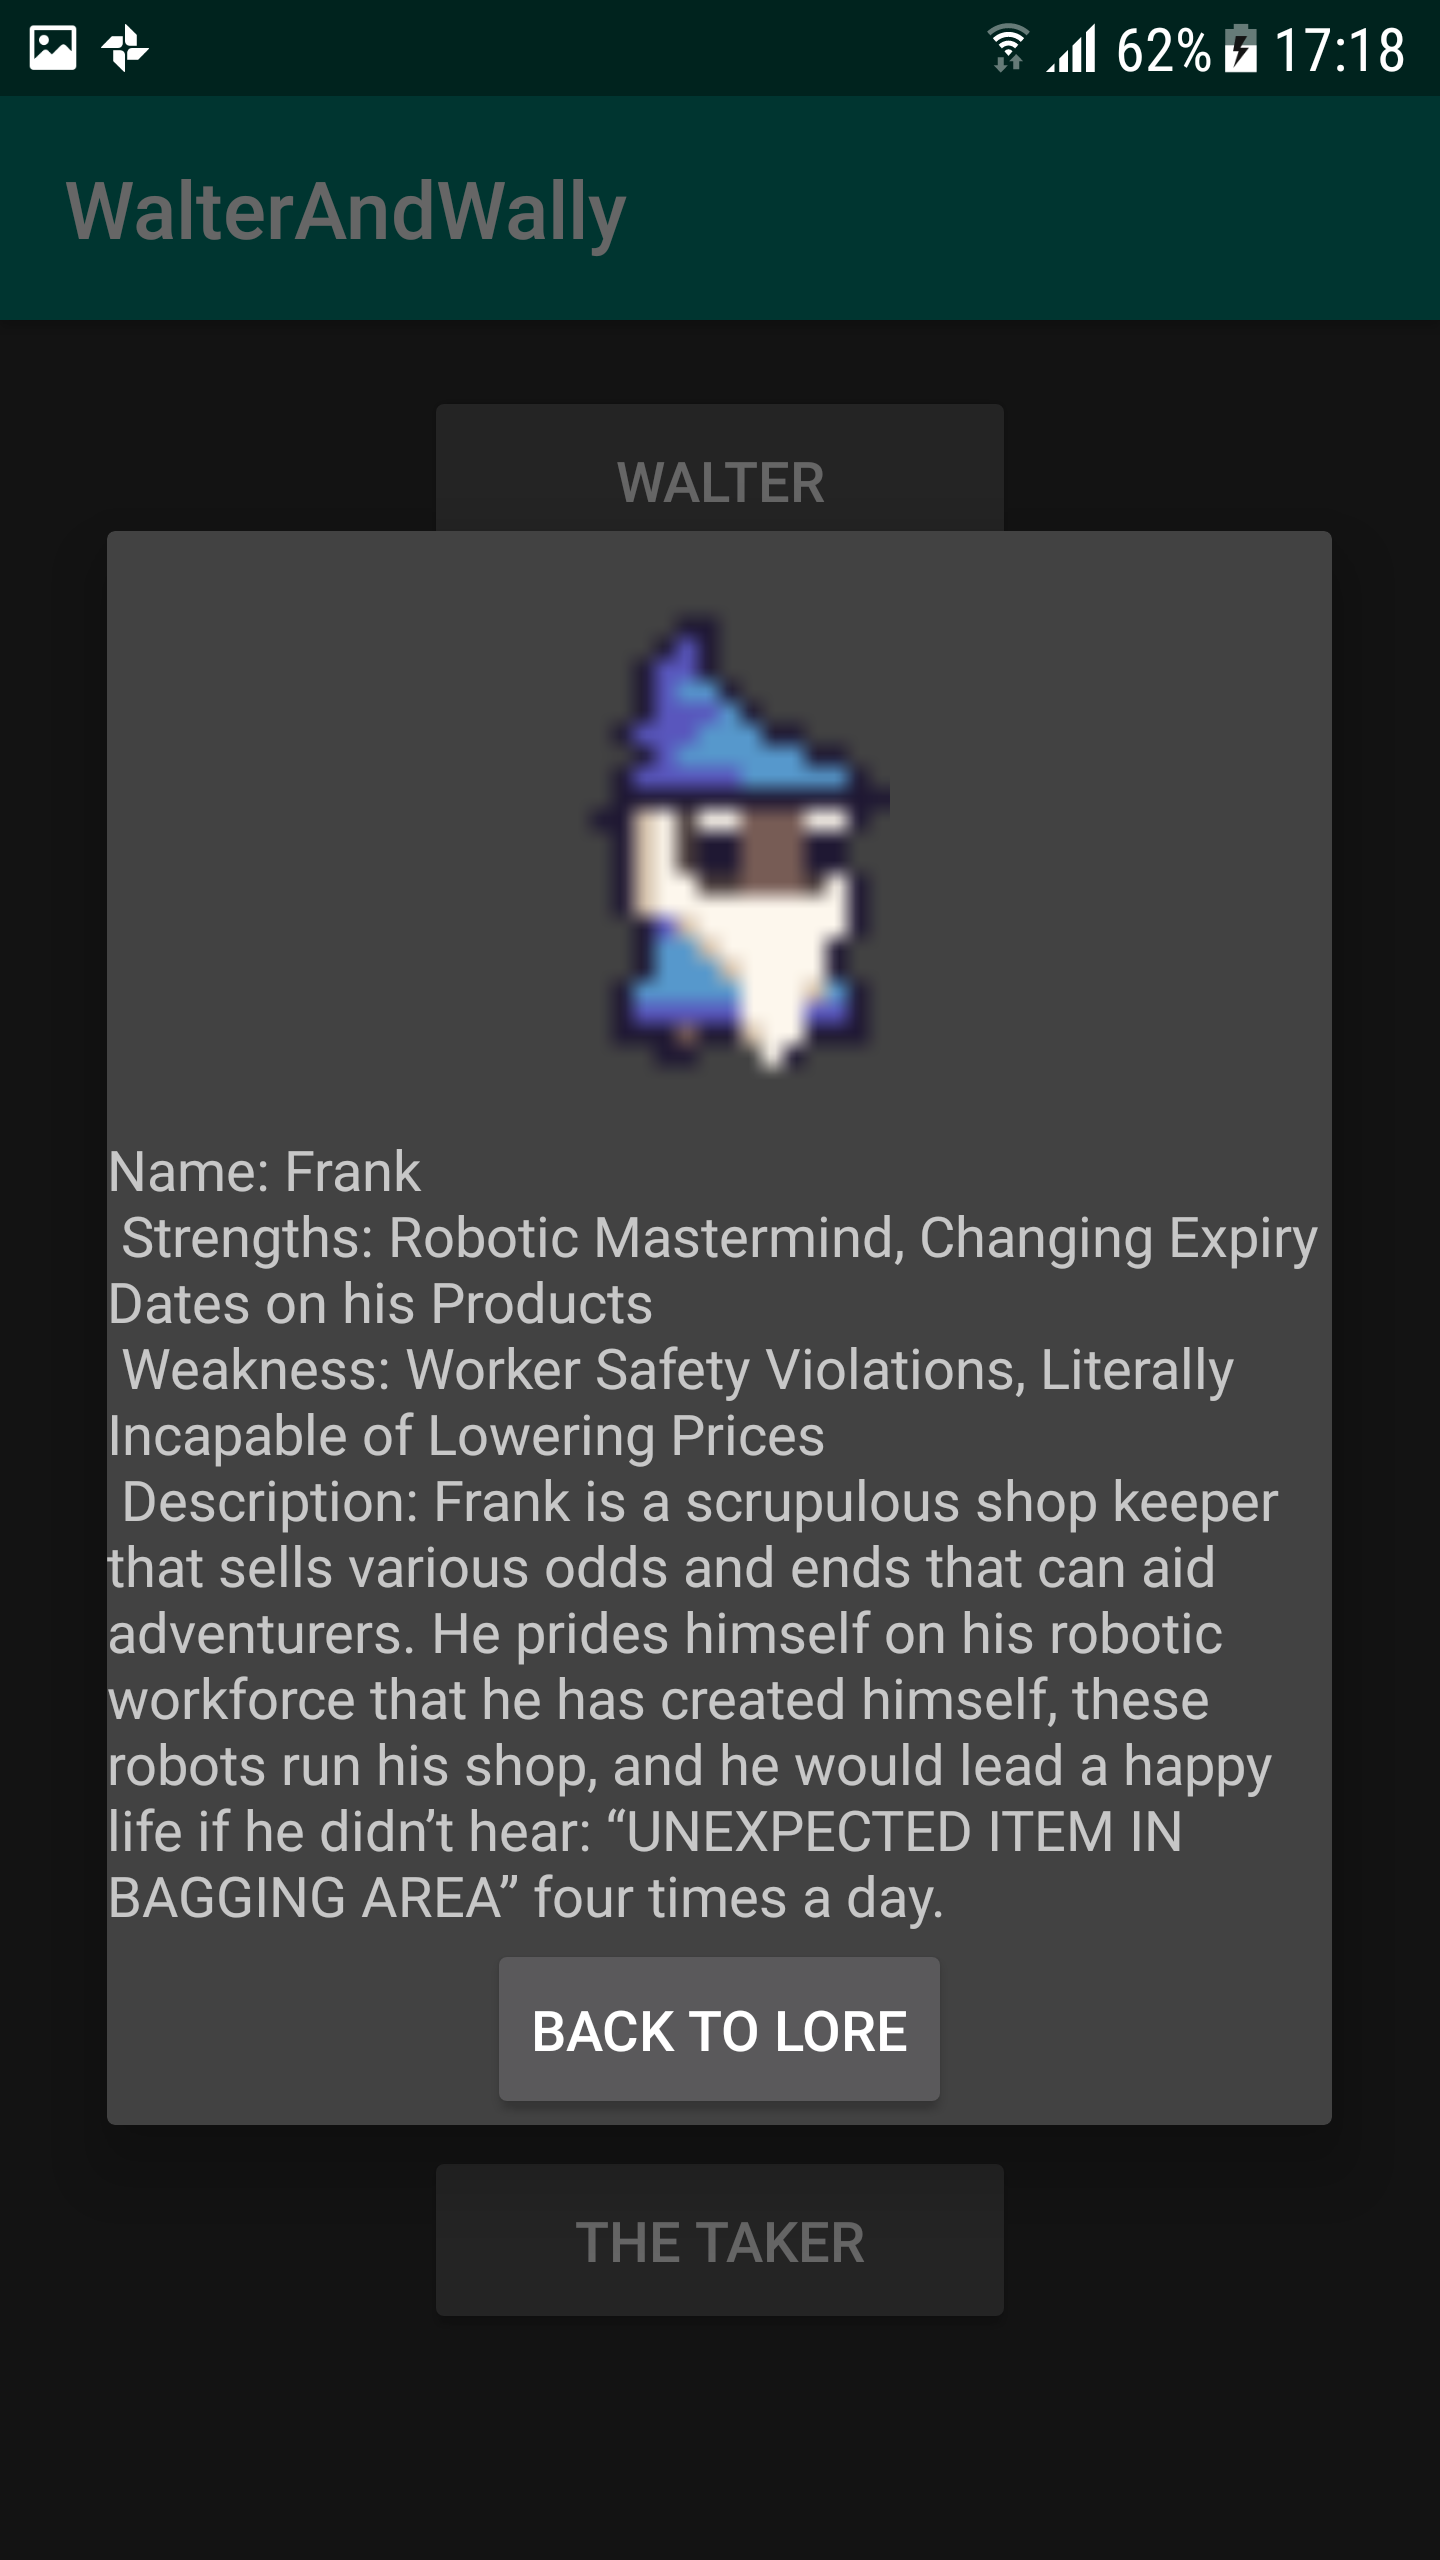 62% 17:18
WalterAndWally
WALTER
Name: Frank
Strengths: Robotic Mastermind, Changing Expiry
Dates on his Products
Weakness: Worker Safety Violations, Literally
Incapable of Lowering Prices
Description: Frank is a scrupulous shop keeper
that sells various odds and ends that can aid
adventurers. He prides himself on his robotic
workforce that he has created himself, these
robots run his shop, and he would lead a happy
life if he didn’t hear: “UNEXPECTED ITEM IN
BAGGING AREA” four times a day.
BACK TO LORE
THE TAKER